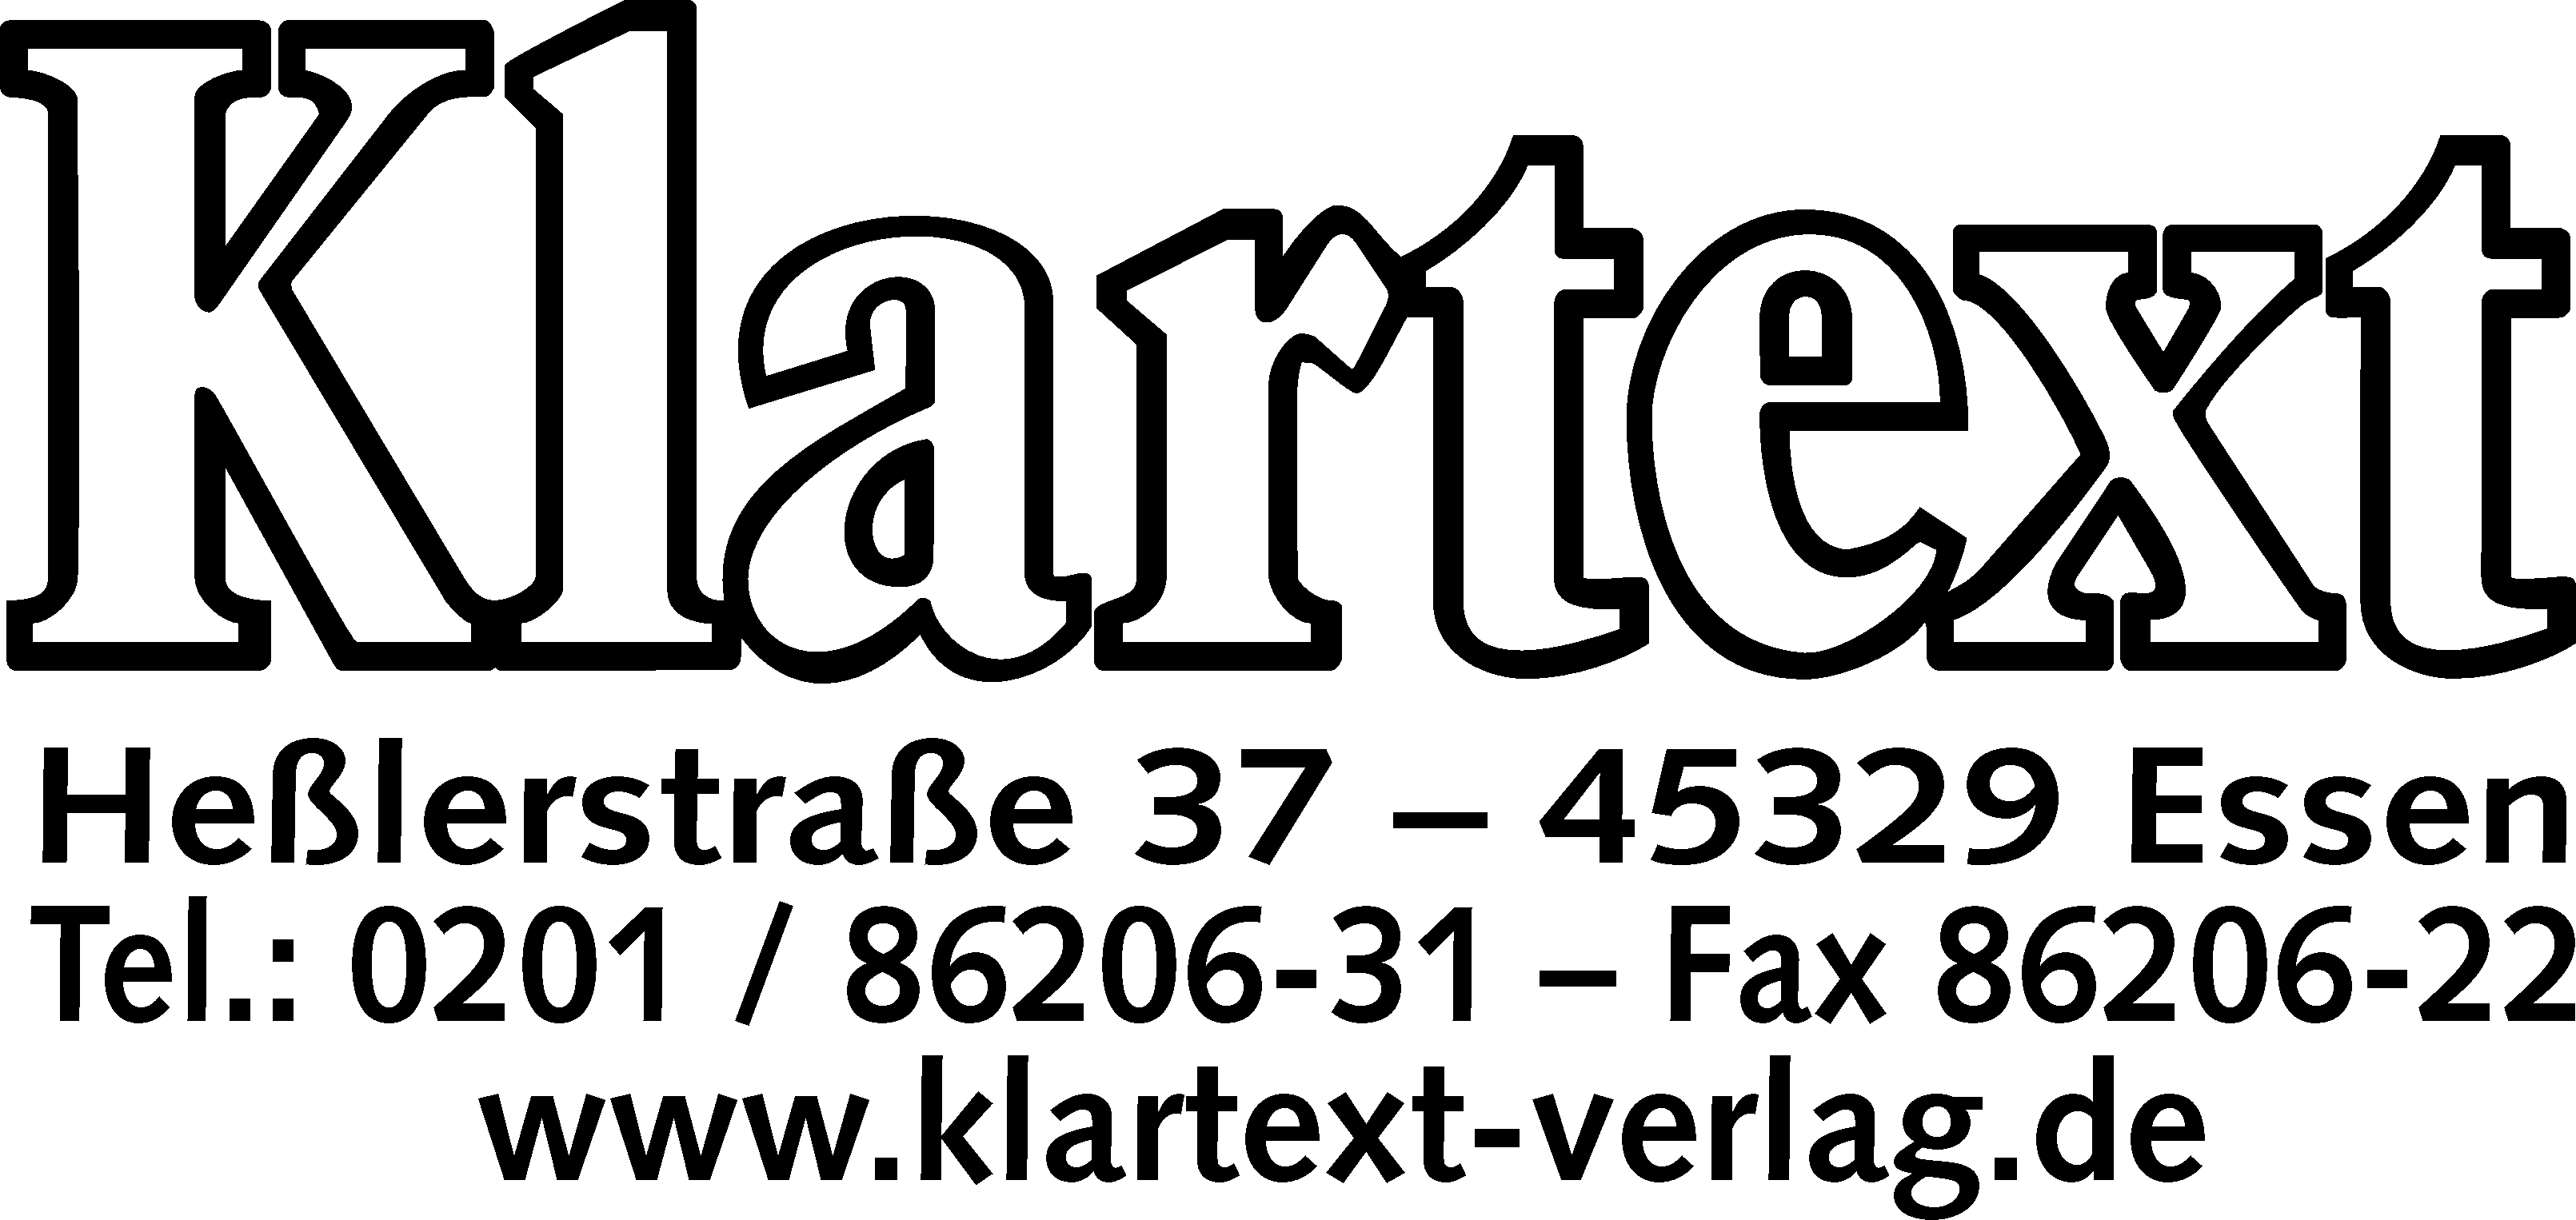 Klartext
Heßlerstraße 37 – 45329 Essen
Tel.: 0201 / 86206-31 – Fax 86206-22
www.klartext-verlag.de